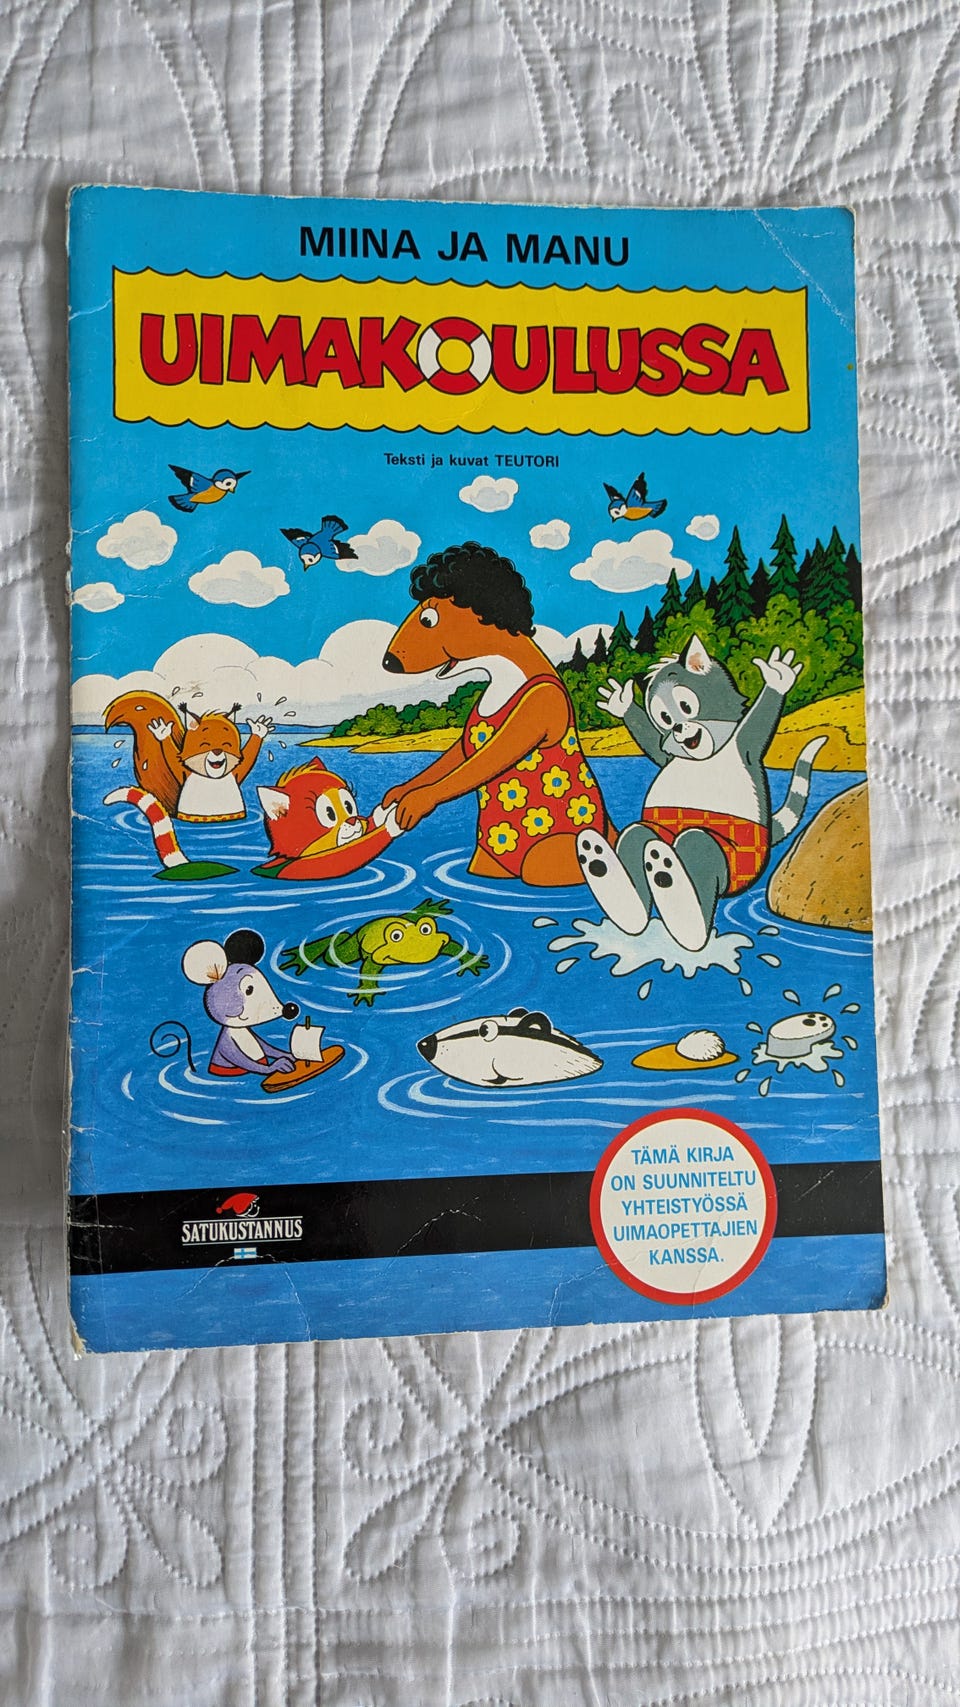 MIINA JA MANU
UIMAKOULUSSA
Teksti ja kuvat TEUTORI
TÄMÄ KIRJA
ON SUUNNITELTU
YHTEISTYÖSSÄ
UIMAOPETTAJIEN
KANSSA.
SATUKUSTANNUS